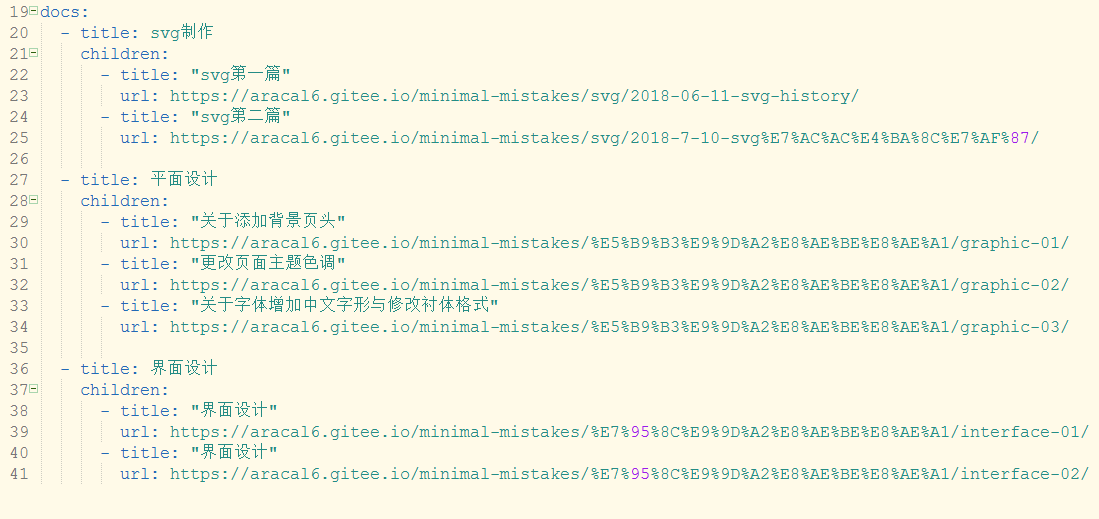 19 docs:
20   - title: svg制作
21     children:
22       - title: "svg第一篇"
23         url: https://aracal6.gitee.io/minimal-mistakes/svg/2018-06-11-svg-history/
24       - title: "svg第二篇"
25         url: https://aracal6.gitee.io/minimal-mistakes/svg/2018-7-10-svg%E7%AC%AC%E4%BA%8C%E7%AF%87/
26
27   - title: 平面设计
28     children:
29       - title: "关于添加背景页头"
30         url: https://aracal6.gitee.io/minimal-mistakes/%E5%B9%B3%E9%9D%A2%E8%AE%BE%E8%AE%A1/graphic-01/
31       - title: "更改页面主题色调"
32         url: https://aracal6.gitee.io/minimal-mistakes/%E5%B9%B3%E9%9D%A2%E8%AE%BE%E8%AE%A1/graphic-02/
33       - title: "关于字体增加中文字形与修改衬体格式"
34         url: https://aracal6.gitee.io/minimal-mistakes/%E5%B9%B3%E9%9D%A2%E8%AE%BE%E8%AE%A1/graphic-03/
35
36   - title: 界面设计
37     children:
38       - title: "界面设计"
39         url: https://aracal6.gitee.io/minimal-mistakes/%E7%95%8C%E9%9D%A2%E8%AE%BE%E8%AE%A1/interface-01/
40       - title: "界面设计"
41         url: https://aracal6.gitee.io/minimal-mistakes/%E7%95%8C%E9%9D%A2%E8%AE%BE%E8%AE%A1/interface-02/